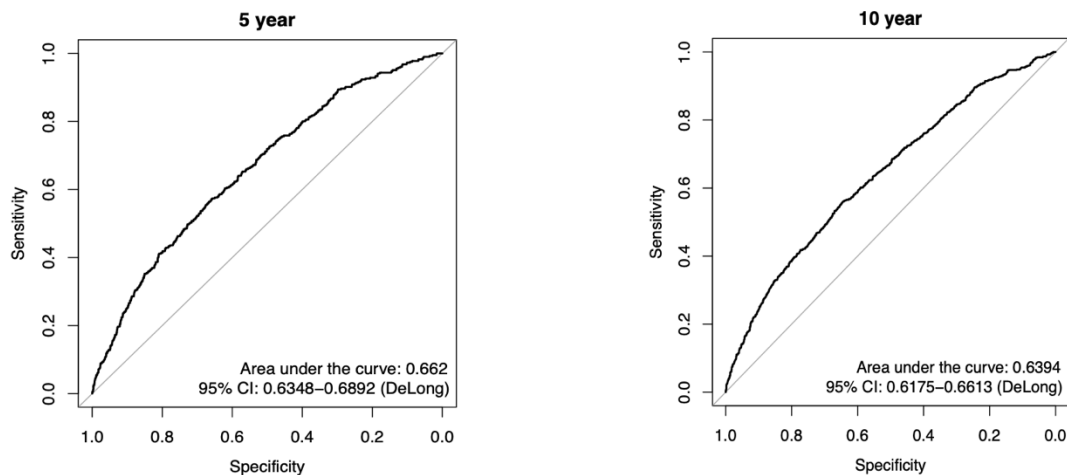 5 year
Sensitivity
1.0
0.8
0.6
0.4
0.2
0.0
Area under the curve: 0.662
95% CI: 0.6348–0.6892 (DeLong)
1.0 0.8 0.6 0.4 0.2 0.0
Specificity
10 year
Sensitivity
1.0
0.8
0.6
0.4
0.2
0.0
Area under the curve: 0.6394
95% CI: 0.6175–0.6613 (DeLong)
1.0 0.8 0.6 0.4 0.2 0.0
Specificity